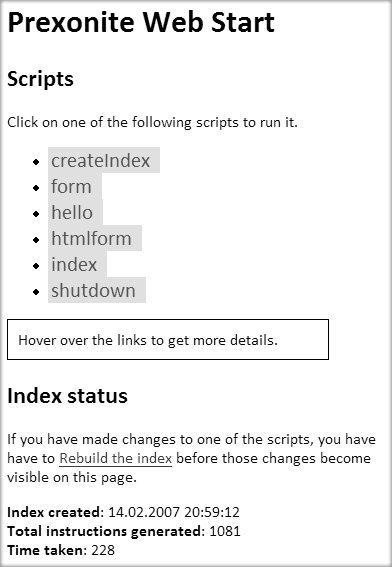 Prexonite Web Start
Scripts
Click on one of the following scripts to run it.
createIndex
form
hello
htmlform
index
shutdown
Hover over the links to get more details.
Index status
If you have made changes to one of the scripts, you have
have to Rebuild the index before those changes become
visible on this page.
Index created: 14.02.2007 20:59:12
Total instructions generated: 1081
Time taken: 228